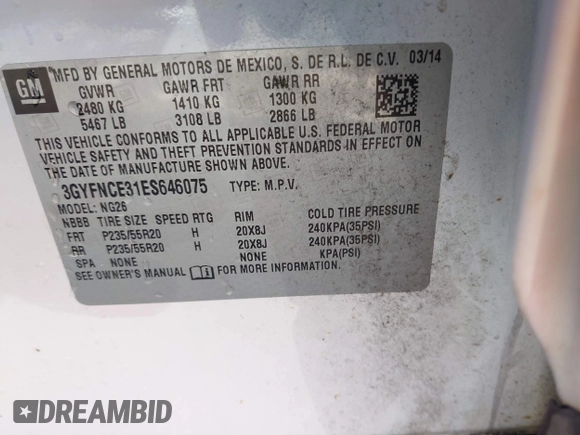 GM
MFD BY GENERAL MOTORS DE MEXICO, S. DE R.L. DE C.V. 03/14
GVWR GAWR FRT GAWR RR
2480 KG 1410 KG 1300 KG
5467 LB 3108 LB 2866 LB
THIS VEHICLE CONFORMS TO ALL APPLICABLE U.S. FEDERAL MOTOR
VEHICLE SAFETY AND THEFT PREVENTION STANDARDS IN EFFECT ON
THE DATE OF MANUFACTURE SHOWN ABOVE.
3GYFNCE31ES646075 TYPE: M.P.V.
MODEL: NG26
NBBB TIRE SIZE SPEED RTG RIM COLD TIRE PRESSURE
FRT P235/55R20 H 20X8J 240KPA(35PSI)
RR P235/55R20 H 20X8J 240KPA(35PSI)
SPA NONE NONE KPA(PSI)
SEE OWNER'S MANUAL FOR MORE INFORMATION.
DREAMBID